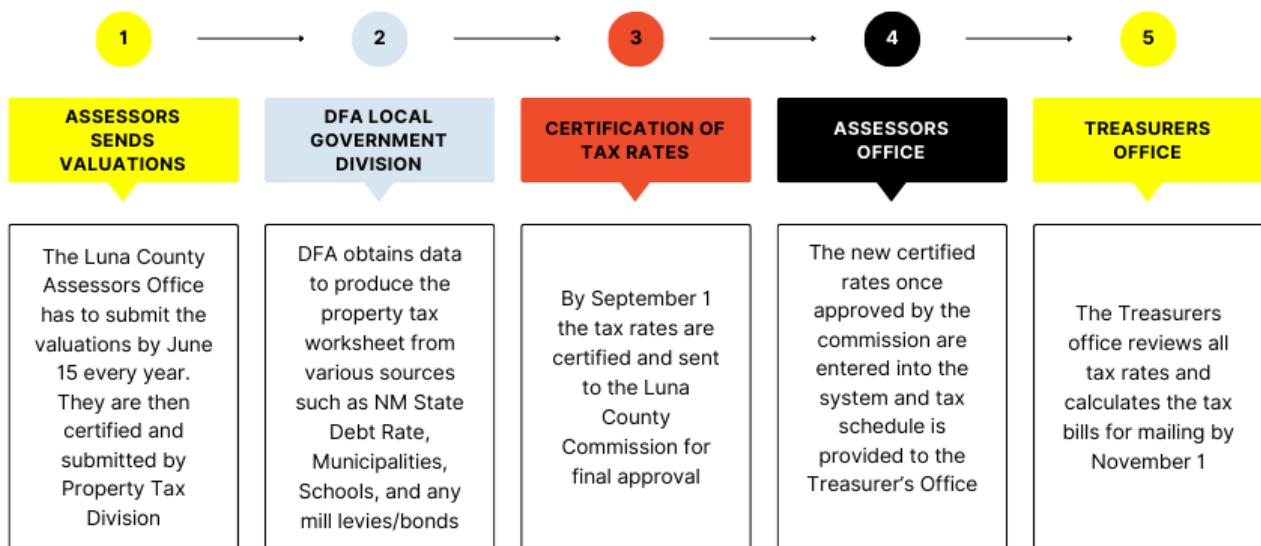 1
2
3
4
5
ASSESSORS
SENDS
VALUATIONS
DFA LOCAL
GOVERNMENT
DIVISION
CERTIFICATION OF
TAX RATES
ASSESSORS
OFFICE
TREASURERS
OFFICE
The Luna County
Assessors Office
has to submit the
valuations by June
15 every year.
They are then
certified and
submitted by
Property Tax
Division
DFA obtains data
to produce the
property tax
worksheet from
various sources
such as NM State
Debt Rate,
Municipalities,
Schools, and any
mill levies/bonds
By September 1
the tax rates are
certified and sent
to the Luna
County
Commission for
final approval
The new certified
rates once
approved by the
commission are
entered into the
system and tax
schedule is
provided to the
Treasurer's Office
The Treasurers
office reviews all
tax rates and
calculates the tax
bills for mailing by
November 1